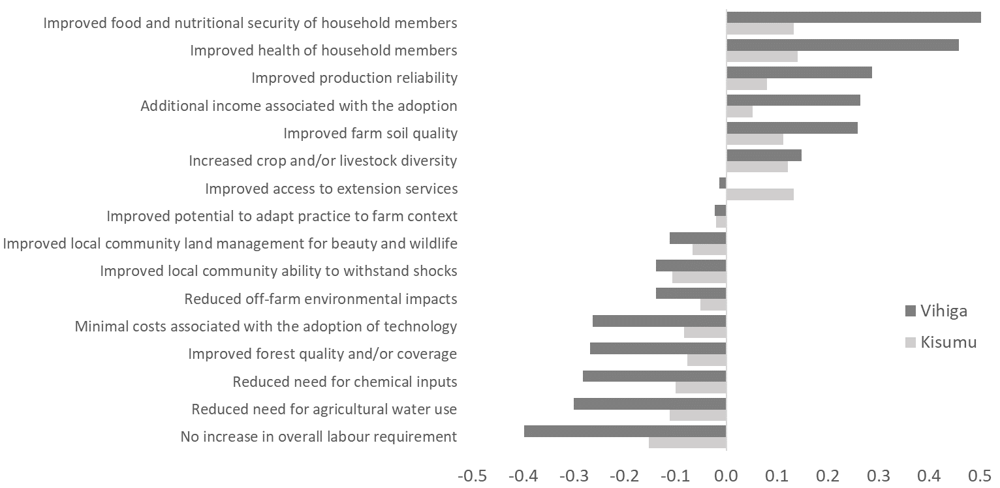 Improved food and nutritional security of household members
Improved health of household members
Improved production reliability
Additional income associated with the adoption
Improved farm soil quality
Increased crop and/or livestock diversity
Improved access to extension services
Improved potential to adapt practice to farm context
Improved local community land management for beauty and wildlife
Improved local community ability to withstand shocks
Reduced off-farm environmental impacts
Minimal costs associated with the adoption of technology
Improved forest quality and/or coverage
Reduced need for chemical inputs
Reduced need for agricultural water use
No increase in overall labour requirement
Vihiga
Kisumu
-0.5 -0.4 -0.3 -0.2 -0.1 0.0 0.1 0.2 0.3 0.4 0.5